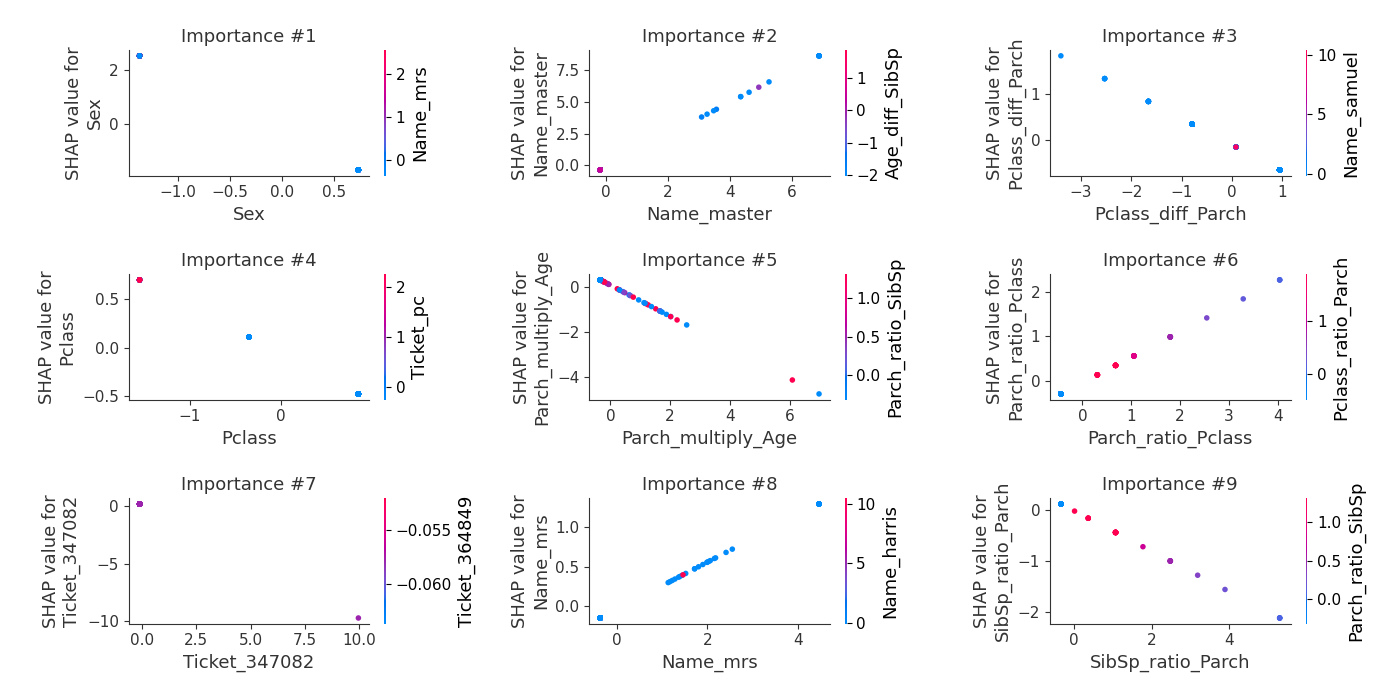 Importance #1
SHAP value for
Sex
2
0
−1.0
−0.5
0.0
0.5
Sex
2
1
0
Name_mrs
Importance #2
SHAP value for
Name_master
7.5
5.0
2.5
0.0
0
2
4
6
Name_master
1
0
−1
−2
Age_diff_SibSp
Importance #3
SHAP value for
Pclass_diff_Parch
1
0
−3
−2
−1
0
1
Pclass_diff_Parch
10
5
0
Name_samuel
Importance #4
SHAP value for
Pclass
0.5
0.0
−0.5
−1
0
Pclass
2
1
0
Ticket_pc
Importance #5
SHAP value for
Parch_multiply_Age
0
−2
−4
0
2
4
6
Parch_multiply_Age
1.0
0.5
0.0
Parch_ratio_SibSp
Importance #6
SHAP value for
Parch_ratio_Pclass
2
1
0
0
1
2
3
4
Parch_ratio_Pclass
1
0
Pclass_ratio_Parch
Importance #7
SHAP value for
Ticket_347082
0
−5
−10
0.0
2.5
5.0
7.5
10.0
Ticket_347082
−0.055
−0.060
Ticket_364849
Importance #8
SHAP value for
Name_mrs
1.0
0.5
0.0
0
2
4
Name_mrs
10
5
0
Name_harris
Importance #9
SHAP value for
SibSp_ratio_Parch
0
−1
−2
0
2
4
SibSp_ratio_Parch
1.0
0.5
0.0
Parch_ratio_SibSp